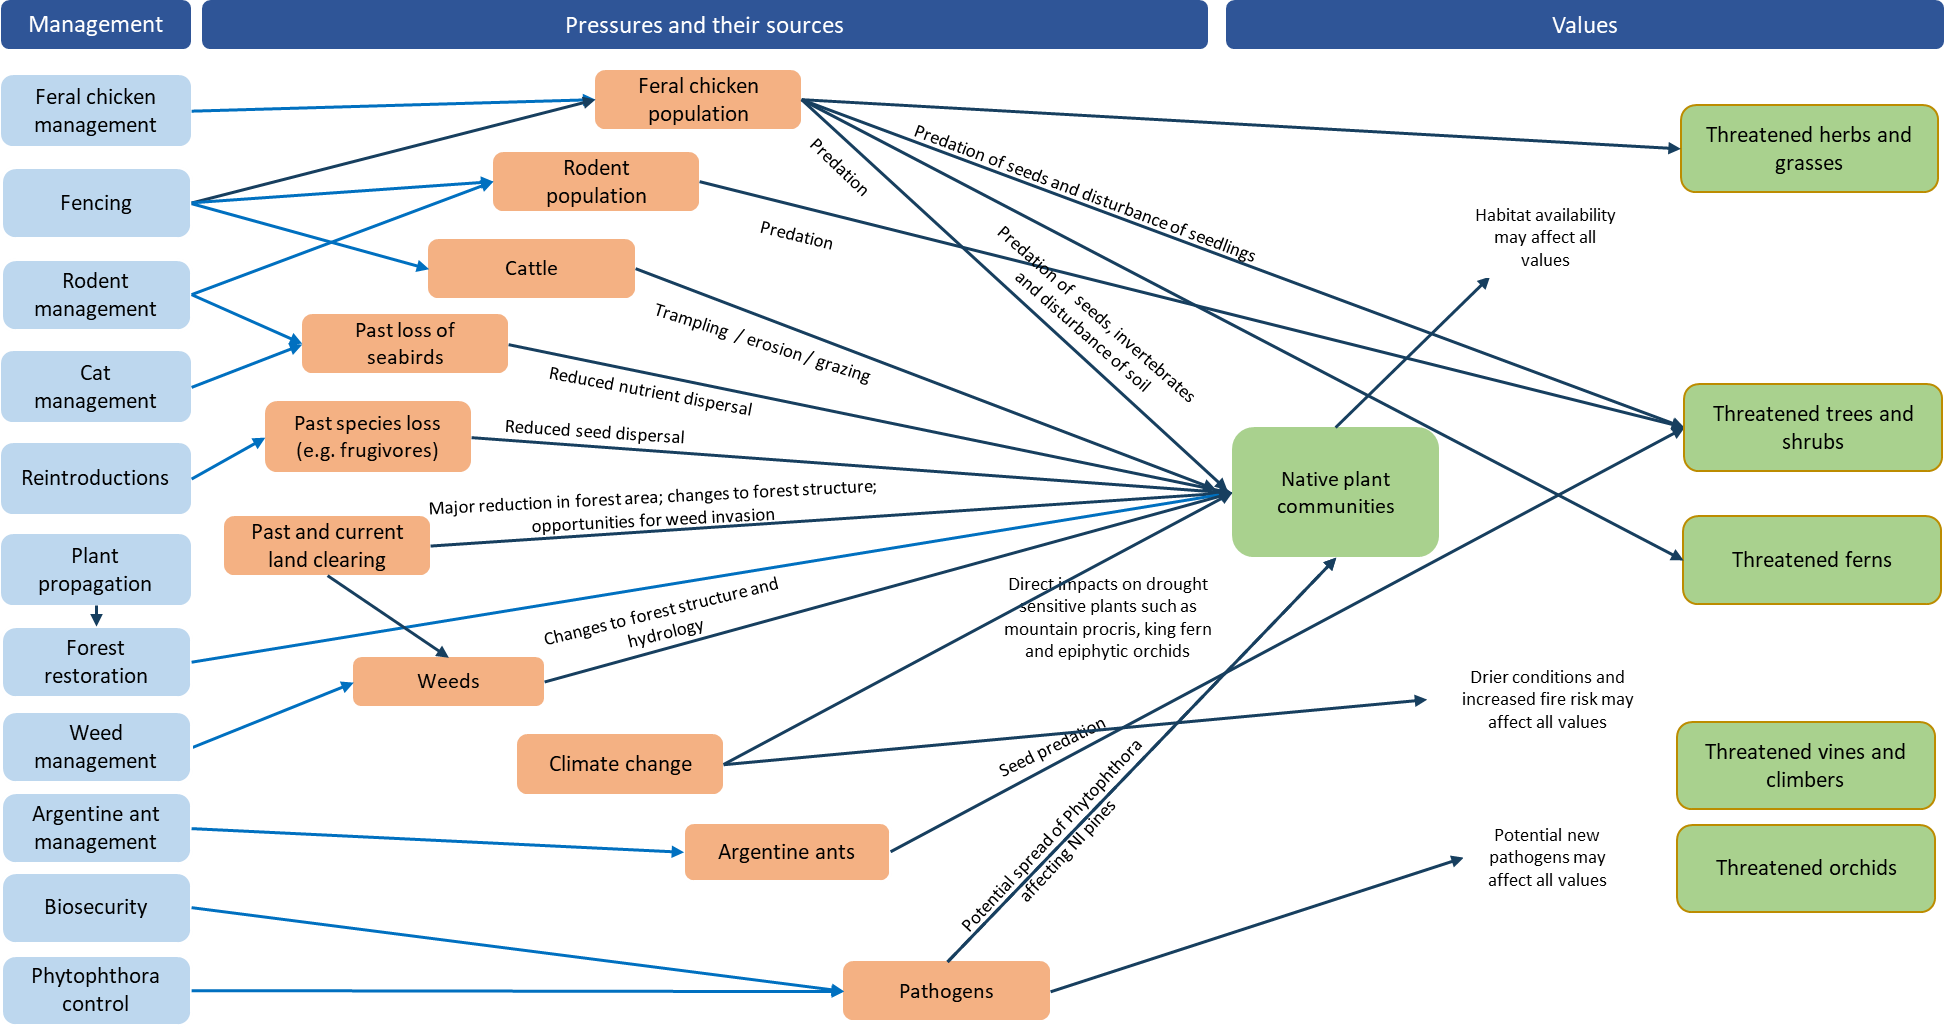 Management
Pressures and their sources
Values
Feral chicken
management
Fencing
Rodent
management
Cat
management
Reintroductions
Plant
propagation
Forest
restoration
Weed
management
Argentine ant
management
Biosecurity
Phytophthora
control
Feral chicken
population
Rodent
population
Cattle
Past loss of
seabirds
Past species loss
(e.g. frugivores)
Past and current
land clearing
Weeds
Climate change
Argentine ants
Pathogens
Predation
Predation of seeds and disturbance of seedlings
Predation
Predation of seeds, invertebrates
and disturbance of soil
Trampling / erosion / grazing
Reduced nutrient dispersal
Reduced seed dispersal
Major reduction in forest area; changes to forest structure;
opportunities for weed invasion
Changes to forest structure and
hydrology
Direct impacts on drought
sensitive plants such as
mountain procris, king fern
and epiphytic orchids
Seed predation
Potential spread of Phytophthora
affecting NI pines
Native plant
communities
Habitat availability
may affect all
values
Drier conditions and
increased fire risk may
affect all values
Potential new
pathogens may
affect all values
Threatened herbs and
grasses
Threatened trees and
shrubs
Threatened ferns
Threatened vines and
climbers
Threatened orchids